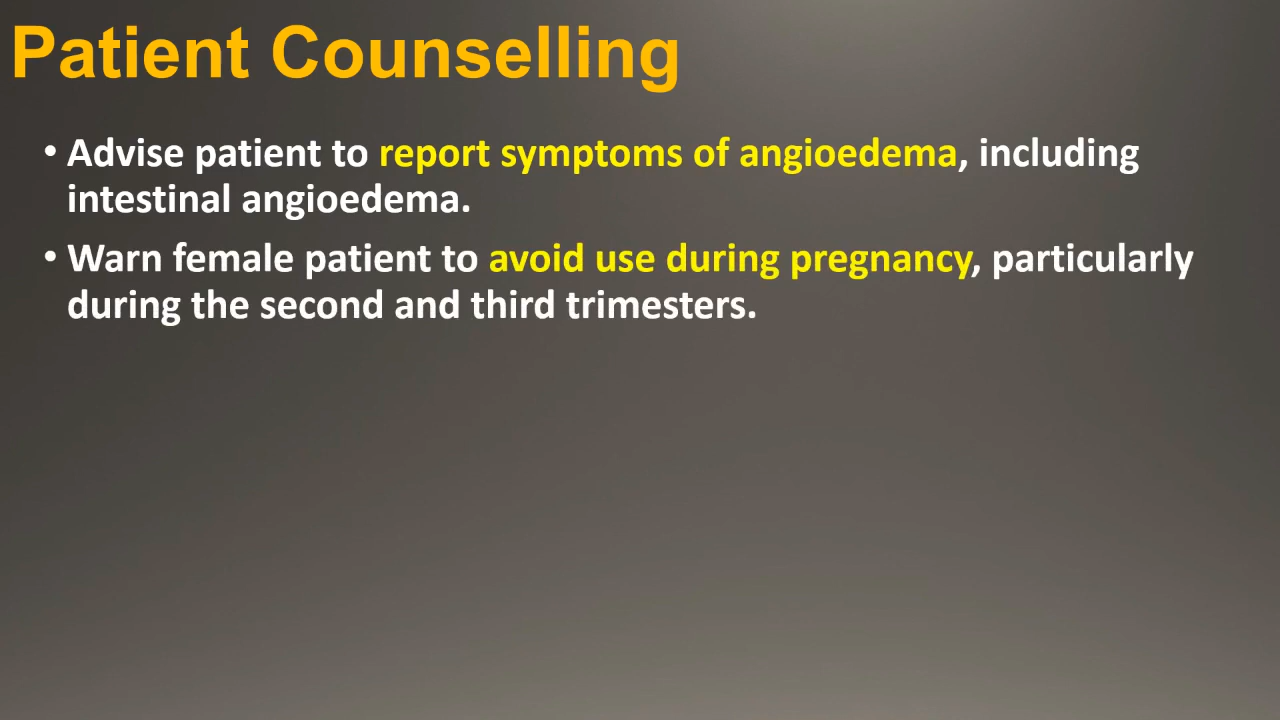 Patient Counselling
• Advise patient to report symptoms of angioedema, including
intestinal angioedema.
• Warn female patient to avoid use during pregnancy, particularly
during the second and third trimesters.